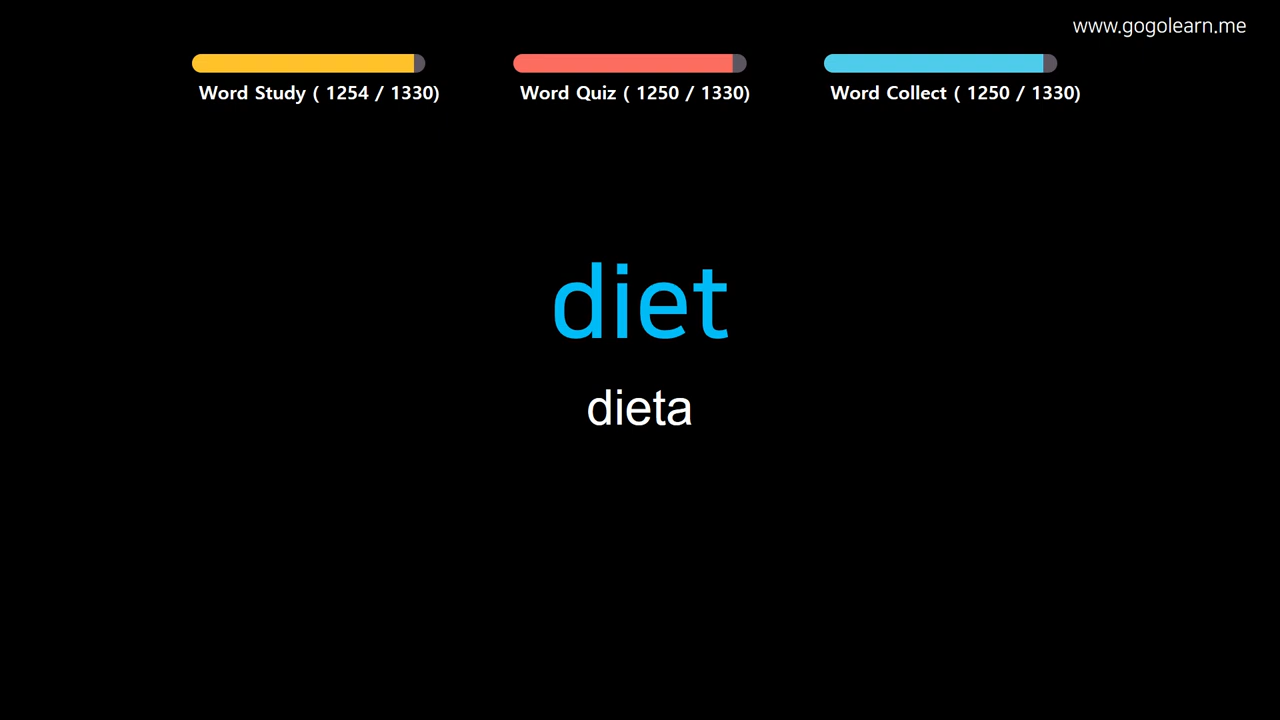 www.gogolearn.me
Word Study ( 1254 / 1330)
Word Quiz ( 1250 / 1330)
Word Collect ( 1250 / 1330)
diet
dieta